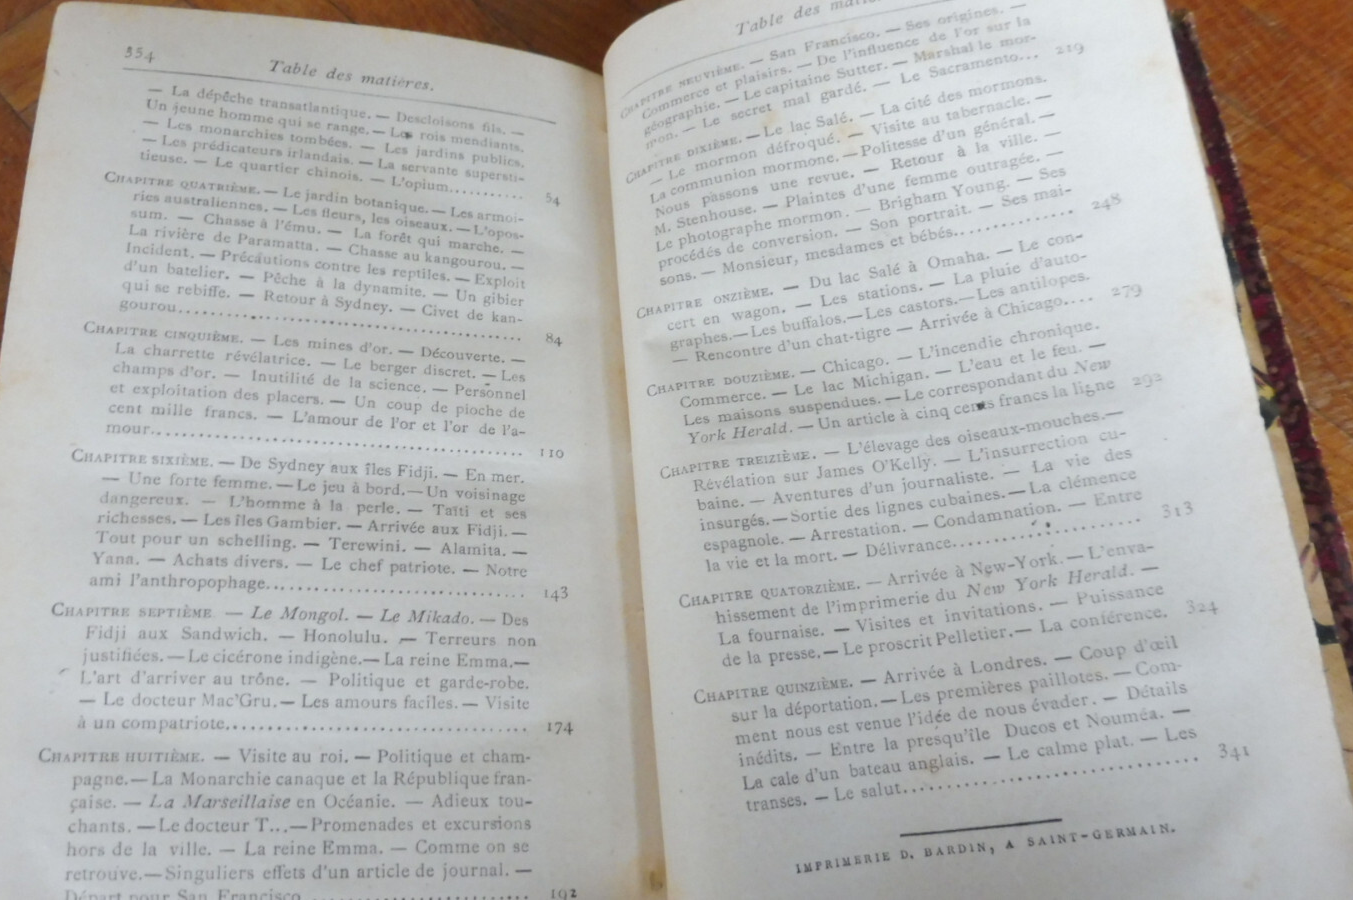 354
Table des matières.
— La dépêche transatlantique. — Descloisons fils. —
Un jeune homme qui se range. — Les rois mendiants.
— Les monarchies tombées. — Les jardins publics.
— Les prédicateurs irlandais. — La servante supersti-
tieuse. — Le quartier chinois. — L'opium.......... 54
CHAPITRE QUATRIÈME. — Le jardin botanique. — Les armoi-
ries australiennes. — Les fleurs, les oiseaux. — L'opos-
sum. — Chasse à l'ému. — La forêt qui marche. —
La rivière de Paramatta. — Chasse au kangourou. —
Incident. — Précautions contre les reptiles. — Exploit
d'un batelier. — Pêche à la dynamite. — Un gibier
qui se rebiffe. — Retour à Sydney. — Civet de kan-
gourou.......................................... 84
CHAPITRE CINQUIÈME. — Les mines d'or. — Découverte. —
La charrette révélatrice. — Le berger discret. — Les
champs d'or. — Inutilité de la science. — Personnel
et exploitation des placers. — Un coup de pioche de
cent mille francs. — L'amour de l'or et l'or de l'a-
mour............................................ 110
CHAPITRE SIXIÈME. — De Sydney aux îles Fidji. — En mer.
— Une forte femme. — Le jeu à bord. — Un voisinage
dangereux. — L'homme à la perle. — Taïti et ses
richesses. — Les îles Gambier. — Arrivée aux Fidji. —
Tout pour un schelling. — Terewini. — Alamita. —
Yana. — Achats divers. — Le chef patriote. — Notre
ami l'anthropophage............................. 143
CHAPITRE SEPTIÈME — Le Mongol. — Le Mikado. — Des
Fidji aux Sandwich. — Honolulu. — Terreurs non
justifiées. — Le cicérone indigène. — La reine Emma. —
L'art d'arriver au trône. — Politique et garde-robe.
— Le docteur Mac'Gru. — Les amours faciles. — Visite
à un compatriote................................ 174
CHAPITRE HUITIÈME. — Visite au roi. — Politique et cham-
pagne. — La Monarchie canaque et la République fran-
çaise. — La Marseillaise en Océanie. — Adieux tou-
chants. — Le docteur T... — Promenades et excursions
hors de la ville. — La reine Emma. — Comme on se
retrouve. — Singuliers effets d'un article de journal. —
Départ pour San Francisco....................... 192
Table des
CHAPITRE NEUVIÈME. — San Francisco. — Ses origines. —
Commerce et plaisirs. — De l'influence de l'or sur la
géographie. — Le capitaine Sutter. — Marshal le mor-
mon. — Le secret mal gardé. — Le Sacramento... 219
CHAPITRE DIXIÈME. — Le lac Salé. — La cité des mormons.
— Le mormon défroqué. — Visite au tabernacle. —
La communion mormone. — Politesse d'un général. —
Nous passons une revue. — Retour à la ville. —
M. Stenhouse. — Plaintes d'une femme outragée. —
Le photographe mormon. — Brigham Young. — Ses
procédés de conversion. — Son portrait. — Ses mai-
sons. — Monsieur, mesdames et bébés............. 248
CHAPITRE ONZIÈME. — Du lac Salé à Omaha. — Le con-
cert en wagon. — Les stations. — La pluie d'auto-
graphes. — Les buffalos. — Les castors. — Les antilopes.
— Rencontre d'un chat-tigre — Arrivée à Chicago.... 279
CHAPITRE DOUZIÈME. — Chicago. — L'incendie chronique.
Commerce. — Le lac Michigan. — L'eau et le feu. —
Les maisons suspendues. — Le correspondant du New
York Herald. — Un article à cinq cents francs la ligne 292
CHAPITRE TREIZIÈME. — L'élevage des oiseaux-mouches. —
Révélation sur James O'Kelly. — L'insurrection cu-
baine. — Aventures d'un journaliste. — La vie des
insurgés. — Sortie des lignes cubaines. — La clémence
espagnole. — Arrestation. — Condamnation. — Entre
la vie et la mort. — Délivrance................. 313
CHAPITRE QUATORZIÈME. — Arrivée à New-York. — L'enva-
hissement de l'imprimerie du New York Herald. —
La fournaise. — Visites et invitations. — Puissance
de la presse. — Le proscrit Pelletier. — La conférence. 324
CHAPITRE QUINZIÈME. — Arrivée à Londres. — Coup d'œil
sur la déportation. — Les premières paillotes. — Com-
ment nous est venue l'idée de nous évader. — Détails
inédits. — Entre la presqu'île Ducos et Nouméa. —
La cale d'un bateau anglais. — Le calme plat. — Les
transes. — Le salut............................. 341
IMPRIMERIE D. BARDIN, A SAINT-GERMAIN.